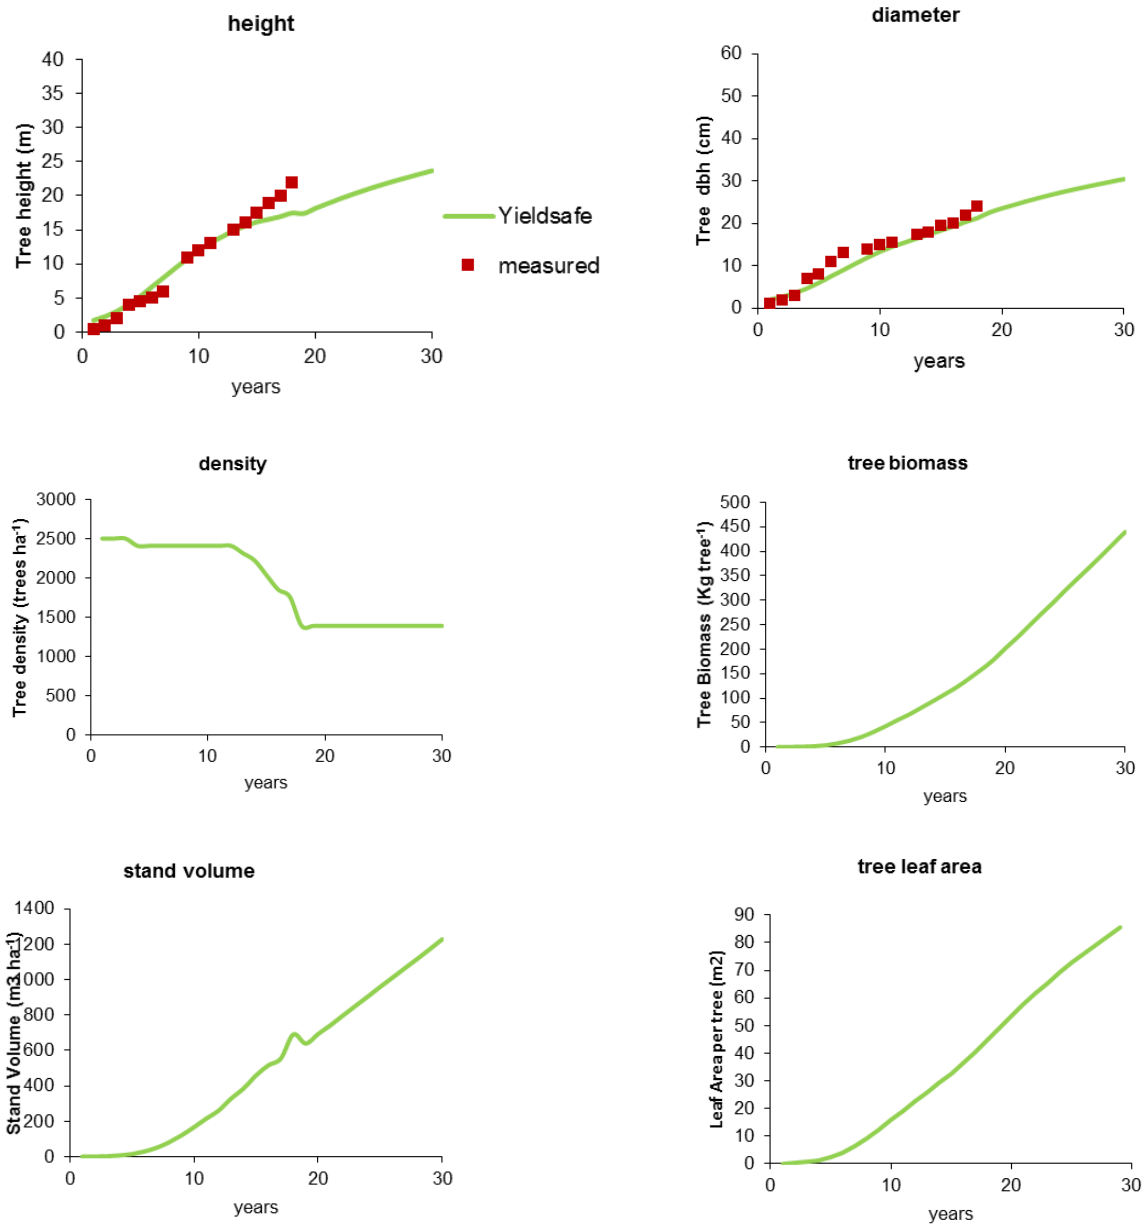 height
Tree height (m)
40
35
30
25
20
15
10
5
0
0 10 20 30
years
Yieldsafe
measured
diameter
Tree dbh (cm)
60
50
40
30
20
10
0
0 10 20 30
years
density
Tree density (trees ha-1)
3000
2500
2000
1500
1000
500
0
0 10 20 30
years
tree biomass
Tree Biomass (Kg tree-1)
500
450
400
350
300
250
200
150
100
50
0
0 10 20 30
years
stand volume
Stand Volume (m3 ha-1)
1400
1200
1000
800
600
400
200
0
0 10 20 30
years
tree leaf area
Leaf Area per tree (m2)
90
80
70
60
50
40
30
20
10
0
0 10 20 30
years